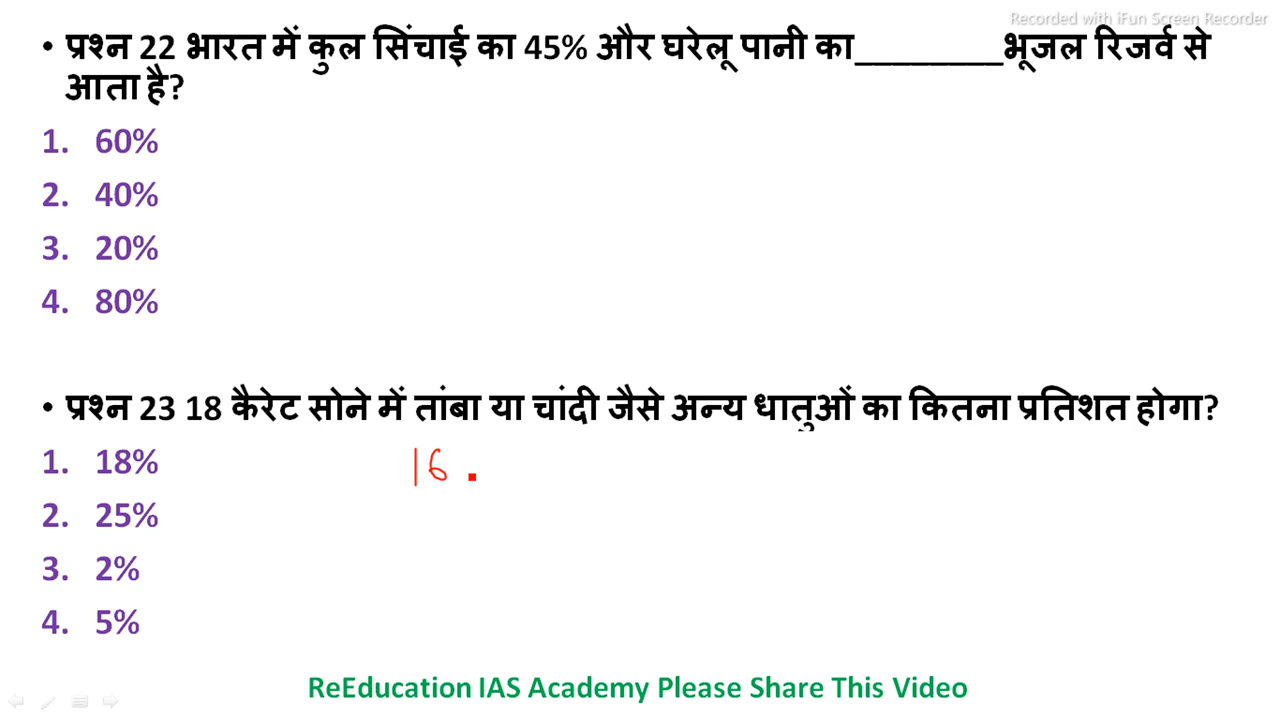 Recorded with iFun Screen Recorder
• प्रश्न 22 भारत में कुल सिंचाई का 45% और घरेलू पानी का________भूजल रिजर्व से
आता है?
1. 60%
2. 40%
3. 20%
4. 80%
• प्रश्न 23 18 कैरेट सोने में तांबा या चांदी जैसे अन्य धातुओं का कितना प्रतिशत होगा?
1. 18%
16 .
2. 25%
3. 2%
4. 5%
ReEducation IAS Academy Please Share This Video